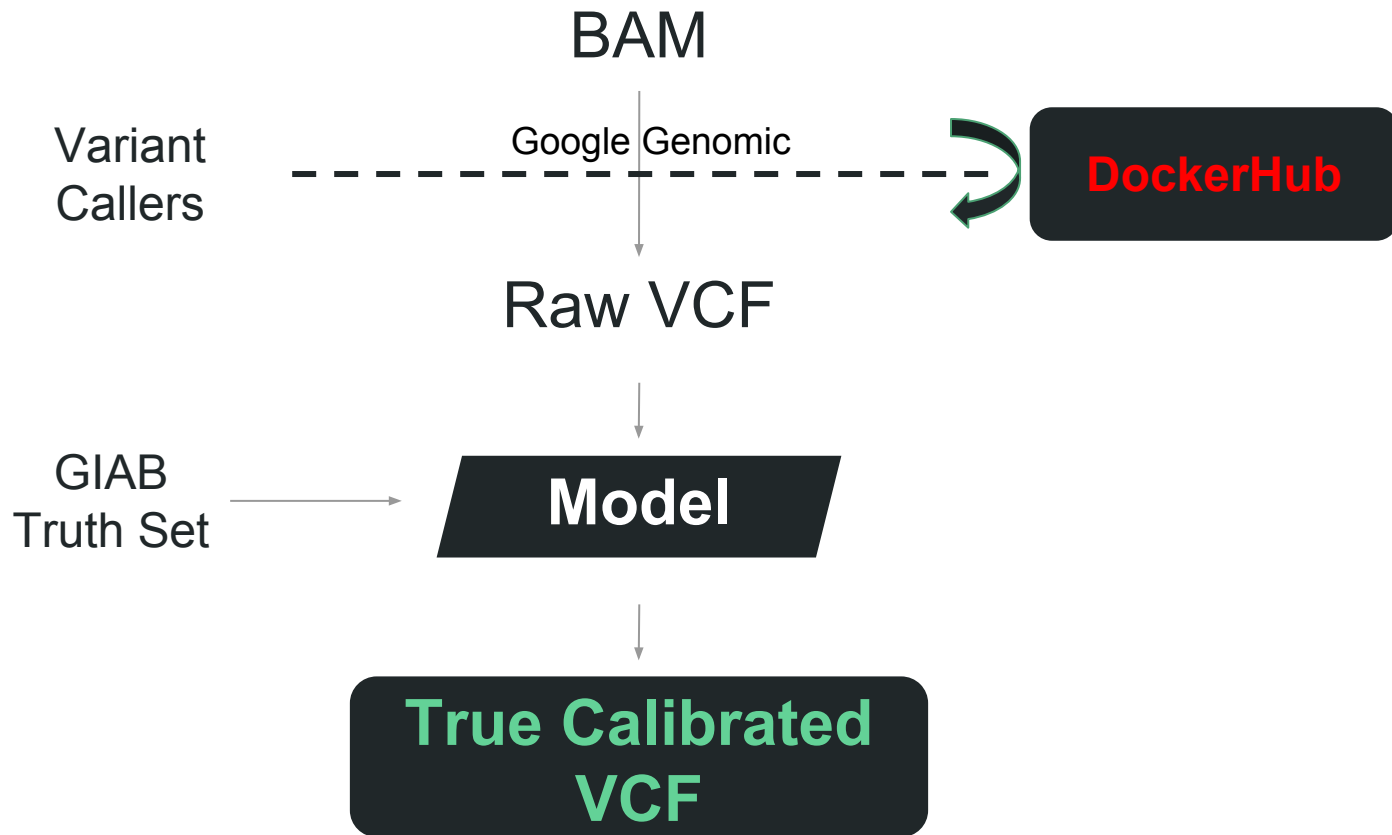 BAM
Variant
Callers
Google Genomic
DockerHub
Raw VCF
GIAB
Truth Set
Model
True Calibrated
VCF